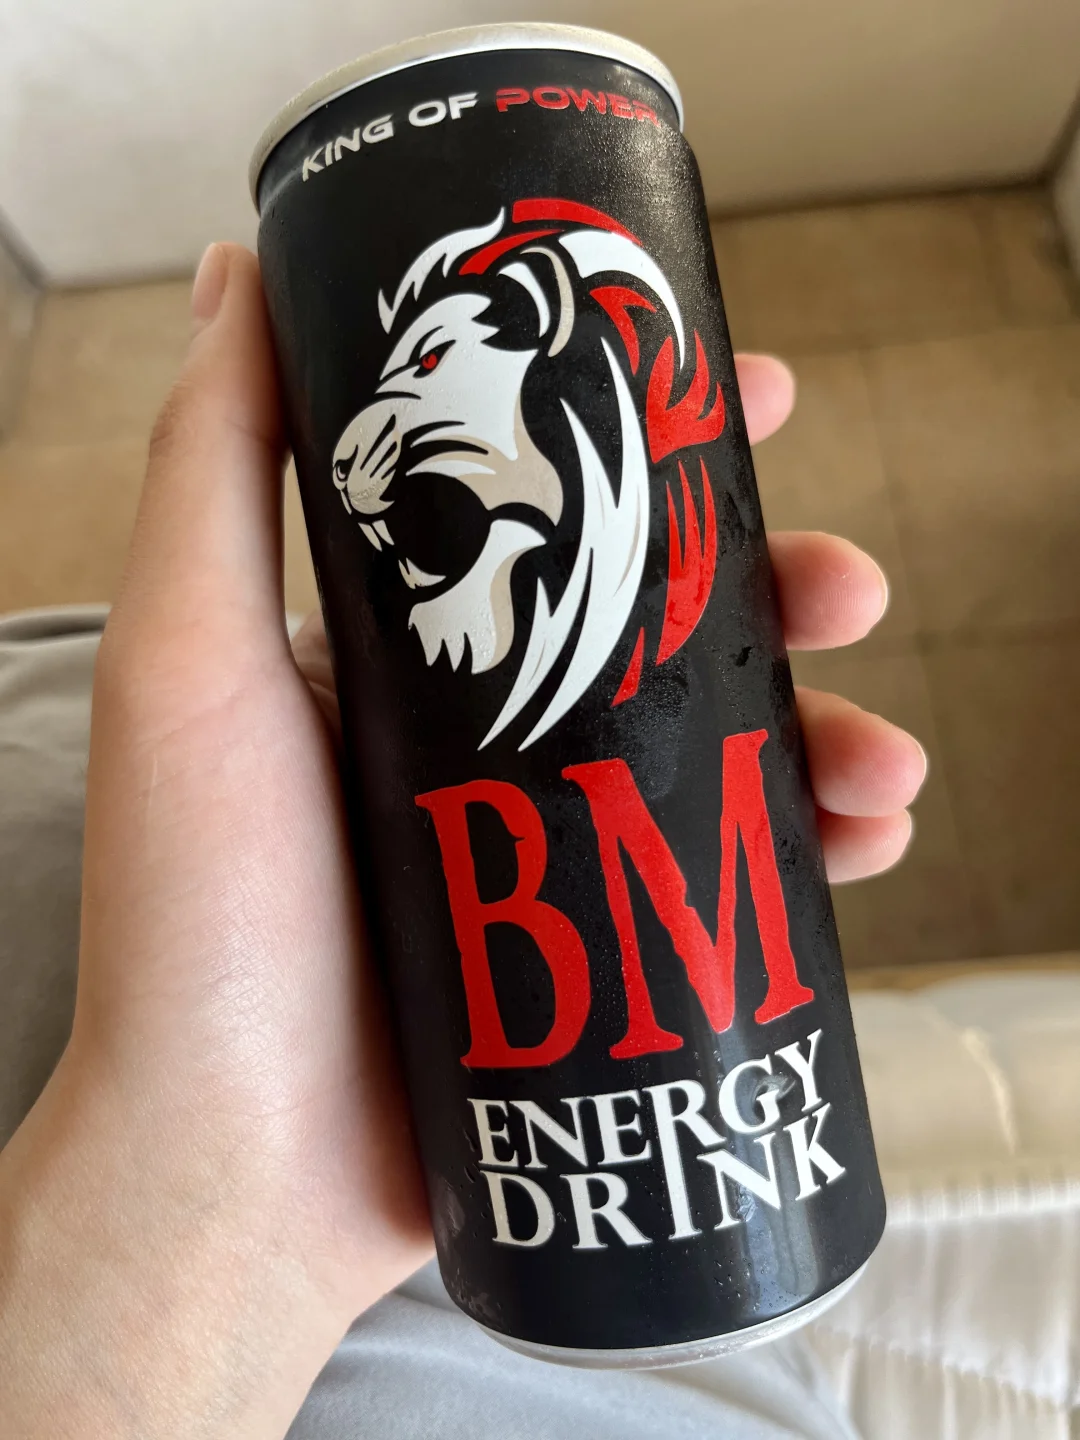 KING OF POWER
BM
ENERGY
DRINK